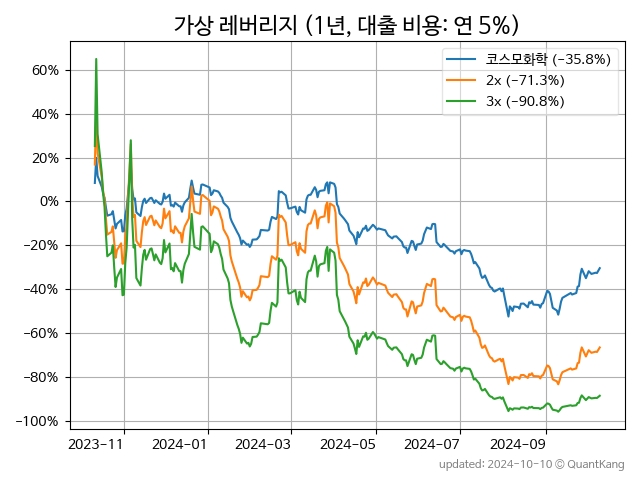 가상 레버리지 (1년, 대출 비용: 연 5%)
코스모화학 (-35.8%)
2x (-71.3%)
3x (-90.8%)
60%
40%
20%
0%
-20%
-40%
-60%
-80%
-100%
2023-11 2024-01 2024-03 2024-05 2024-07 2024-09
updated: 2024-10-10 © QuantKang